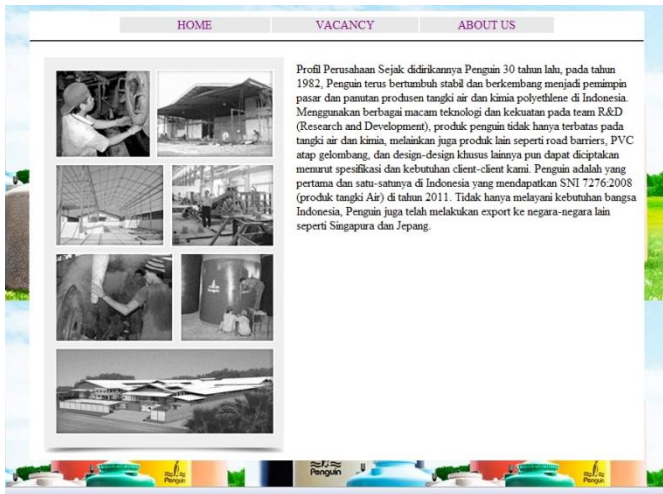 HOME VACANCY ABOUT US
Profil Perusahaan Sejak didirikannya Penguin 30 tahun lalu, pada tahun
1982, Penguin terus bertumbuh stabil dan berkembang menjadi pemimpin
pasar dan panutan produsen tangki air dan kimia polyethlene di Indonesia.
Menggunakan berbagai macam teknologi dan kekuatan pada team R&D
(Research and Development), produk penguin tidak hanya terbatas pada
tangki air dan kimia, melainkan juga produk lain seperti road barriers, PVC
atap gelombang, dan design-design khusus lainnya pun dapat diciptakan
menurut spesifikasi dan kebutuhan client-client kami. Penguin adalah yang
pertama dan satu-satunya di Indonesia yang mendapatkan SNI 7276:2008
(produk tangki Air) di tahun 2011. Tidak hanya melayani kebutuhan bangsa
Indonesia, Penguin juga telah melakukan export ke negara-negara lain
seperti Singapura dan Jepang.
Penguin
Penguin
Penguin